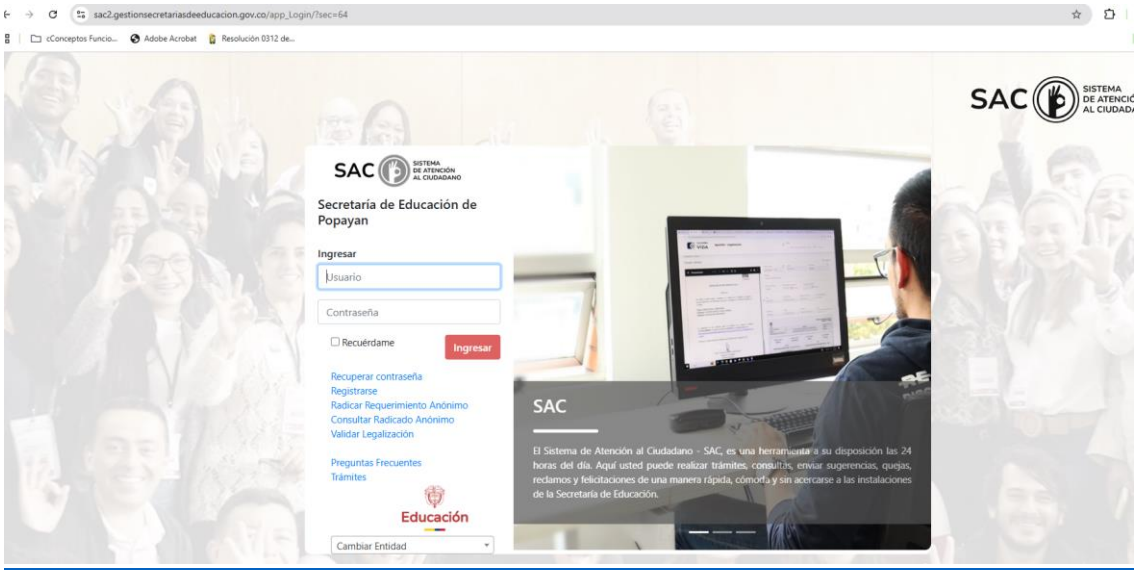 sac2.gestionsecretariasdeeducacion.gov.co/app_Login/?sec=64
cConceptos Funcio... Adobe Acrobat Resolución 0312 de...
SAC SISTEMA
DE ATENCIÓ
AL CIUDADA
SAC SISTEMA
DE ATENCIÓN
AL CIUDADANO
Secretaría de Educación de
Popayan
Ingresar
Usuario
Contraseña
Recuérdame Ingresar
Recuperar contraseña
Registrarse
Radicar Requerimiento Anónimo
Consultar Radicado Anónimo
Validar Legalización
Preguntas Frecuentes
Trámites
Educación
Cambiar Entidad
SAC
El Sistema de Atención al Ciudadano - SAC, es una herramienta a su disposición las 24
horas del día. Aquí usted puede realizar trámites, consultas, enviar sugerencias, quejas,
reclamos y felicitaciones de una manera rápida, cómoda y sin acercarse a las instalaciones
de la Secretaría de Educación.